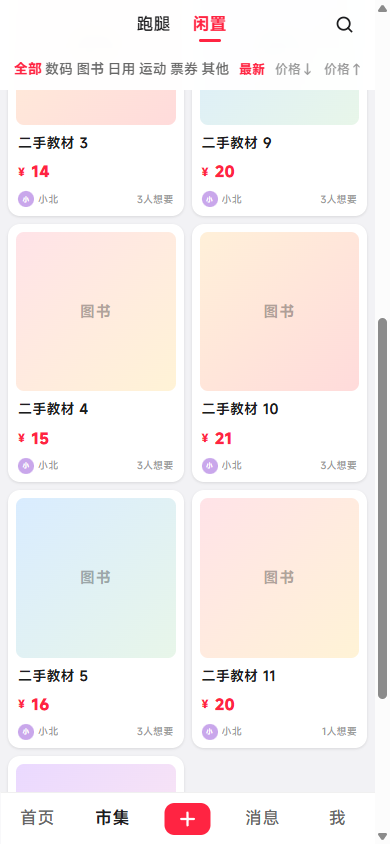 跑腿 闲置
全部 数码 图书 日用 运动 票券 其他 最新 价格↓ 价格↑
二手教材 3
¥ 14
小 小北 3人想要
二手教材 9
¥ 20
小 小北 3人想要
图书
二手教材 4
¥ 15
小 小北 3人想要
图书
二手教材 10
¥ 21
小 小北 3人想要
图书
二手教材 5
¥ 16
小 小北 3人想要
图书
二手教材 11
¥ 20
小 小北 1人想要
首页 市集 + 消息 我